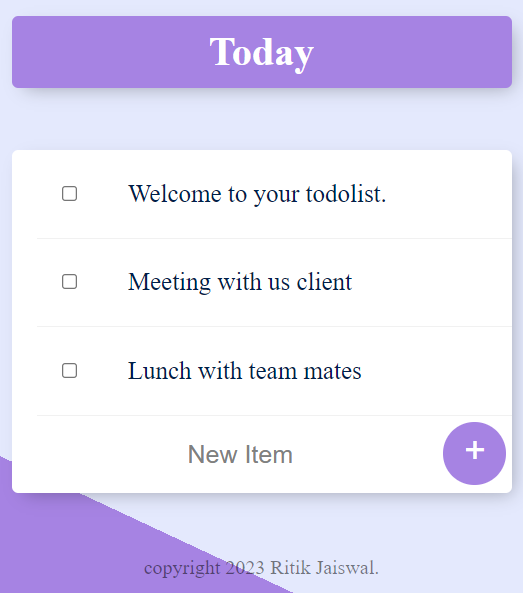 Today
Welcome to your todolist.
Meeting with us client
Lunch with team mates
New Item
+
copyright 2023 Ritik Jaiswal.